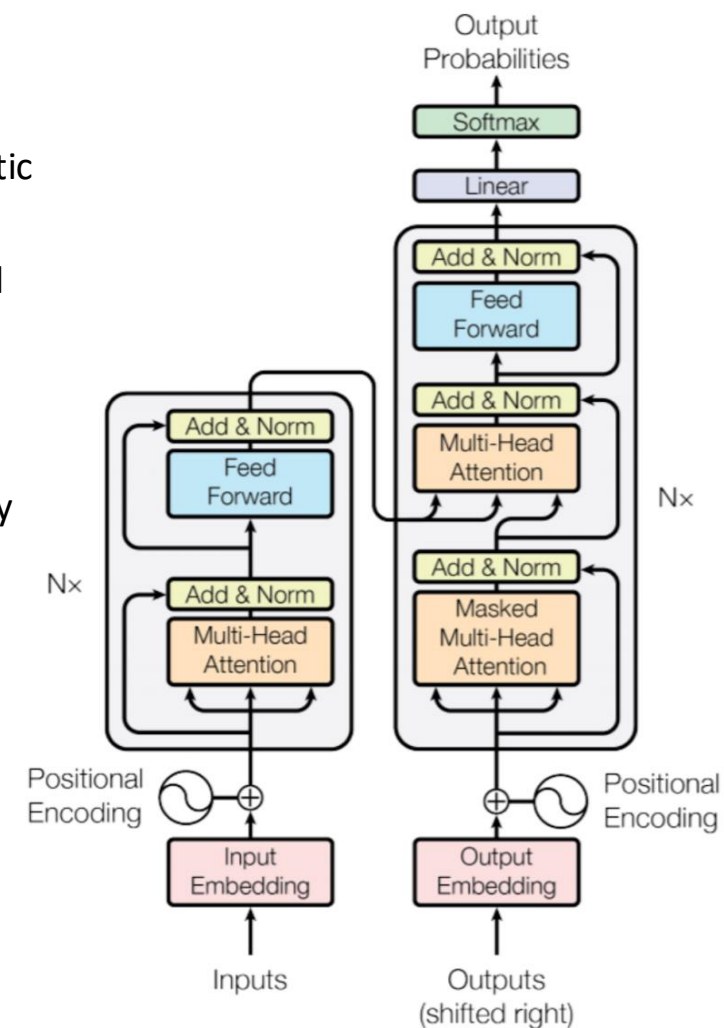 Output
Probabilities
Softmax
tic
Linear
Add & Norm
Feed
Forward
Add & Norm
Multi-Head
Attention
Nx
Add & Norm
Masked
Multi-Head
Attention
Add & Norm
Feed
Forward
y
Nx
Add & Norm
Multi-Head
Attention
Positional
Encoding
Positional
Encoding
Input
Embedding
Output
Embedding
Inputs
Outputs
(shifted right)